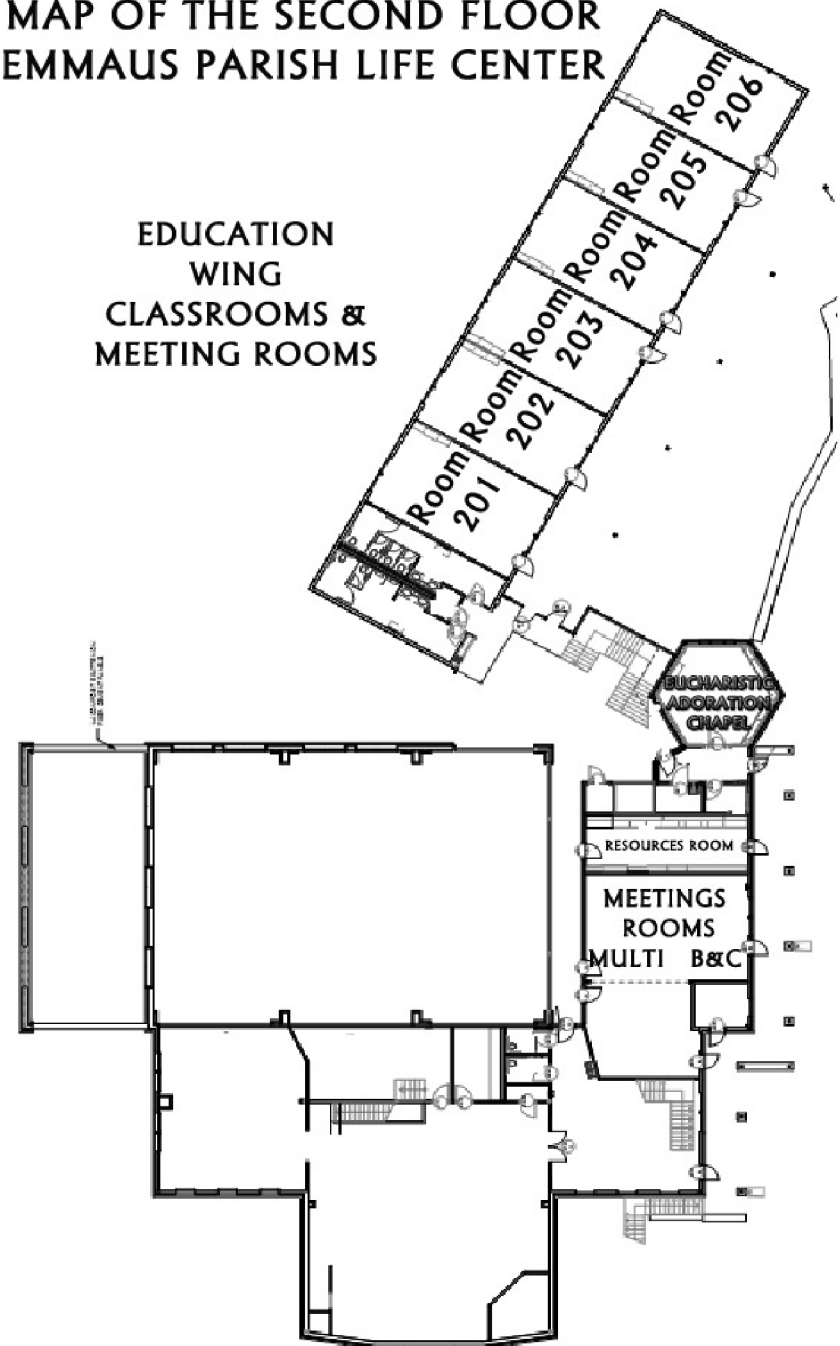 MAP OF THE SECOND FLOOR
EMMAUS PARISH LIFE CENTER
EDUCATION
WING
CLASSROOMS &
MEETING ROOMS
Room
206
Room
205
Room
204
Room
203
Room
202
Room
201
EUCHARISTIC
ADORATION
CHAPEL
RESOURCES ROOM
MEETINGS
ROOMS
MULTI B&C